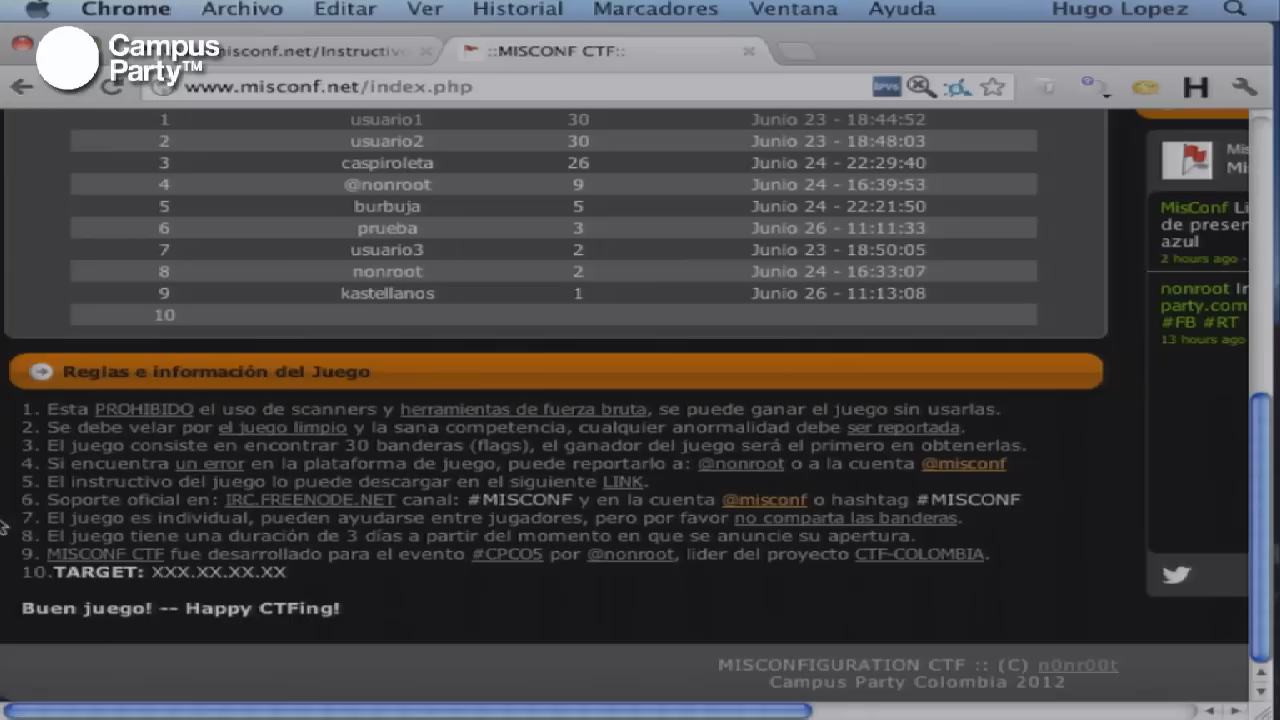 Chrome Archivo Editar Ver Historial Marcadores Ventana Ayuda Hugo Lopez
Campus
Party™
misconf.net/Instructiv
::MISCONF CTF::
www.misconf.net/index.php
1 usuario1 30 Junio 23 - 18:44:52
2 usuario2 30 Junio 23 - 18:48:03
3 caspiroleta 26 Junio 24 - 22:29:40
4 @nonroot 9 Junio 24 - 16:39:53
5 burbuja 5 Junio 24 - 22:21:50
6 prueba 3 Junio 26 - 11:11:33
7 usuario3 2 Junio 23 - 18:50:05
8 nonroot 2 Junio 24 - 16:33:07
9 kastellanos 1 Junio 26 - 11:13:08
10
Reglas e información del Juego
1. Esta PROHIBIDO el uso de scanners y herramientas de fuerza bruta, se puede ganar el juego sin usarlas.
2. Se debe velar por el juego limpio y la sana competencia, cualquier anormalidad debe ser reportada.
3. El juego consiste en encontrar 30 banderas (flags), el ganador del juego será el primero en obtenerlas.
4. Si encuentra un error en la plataforma de juego, puede reportarlo a: @nonroot o a la cuenta @misconf
5. El instructivo del juego lo puede descargar en el siguiente LINK.
6. Soporte oficial en: IRC.FREENODE.NET canal: #MISCONF y en la cuenta @misconf o hashtag #MISCONF
7. El juego es individual, pueden ayudarse entre jugadores, pero por favor no comparta las banderas.
8. El juego tiene una duración de 3 días a partir del momento en que se anuncie su apertura.
9. MISCONF CTF fue desarrollado para el evento #CPCO5 por @nonroot, lider del proyecto CTF-COLOMBIA.
10.TARGET: XXX.XX.XX.XX
Buen juego! -- Happy CTFing!
Mis
Mi
MisConf Li
de preser
azul
2 hours ago
nonroot Ir
party.com
#FB #RT
13 hours ago
MISCONFIGURATION CTF :: (C) n0nr00t
Campus Party Colombia 2012